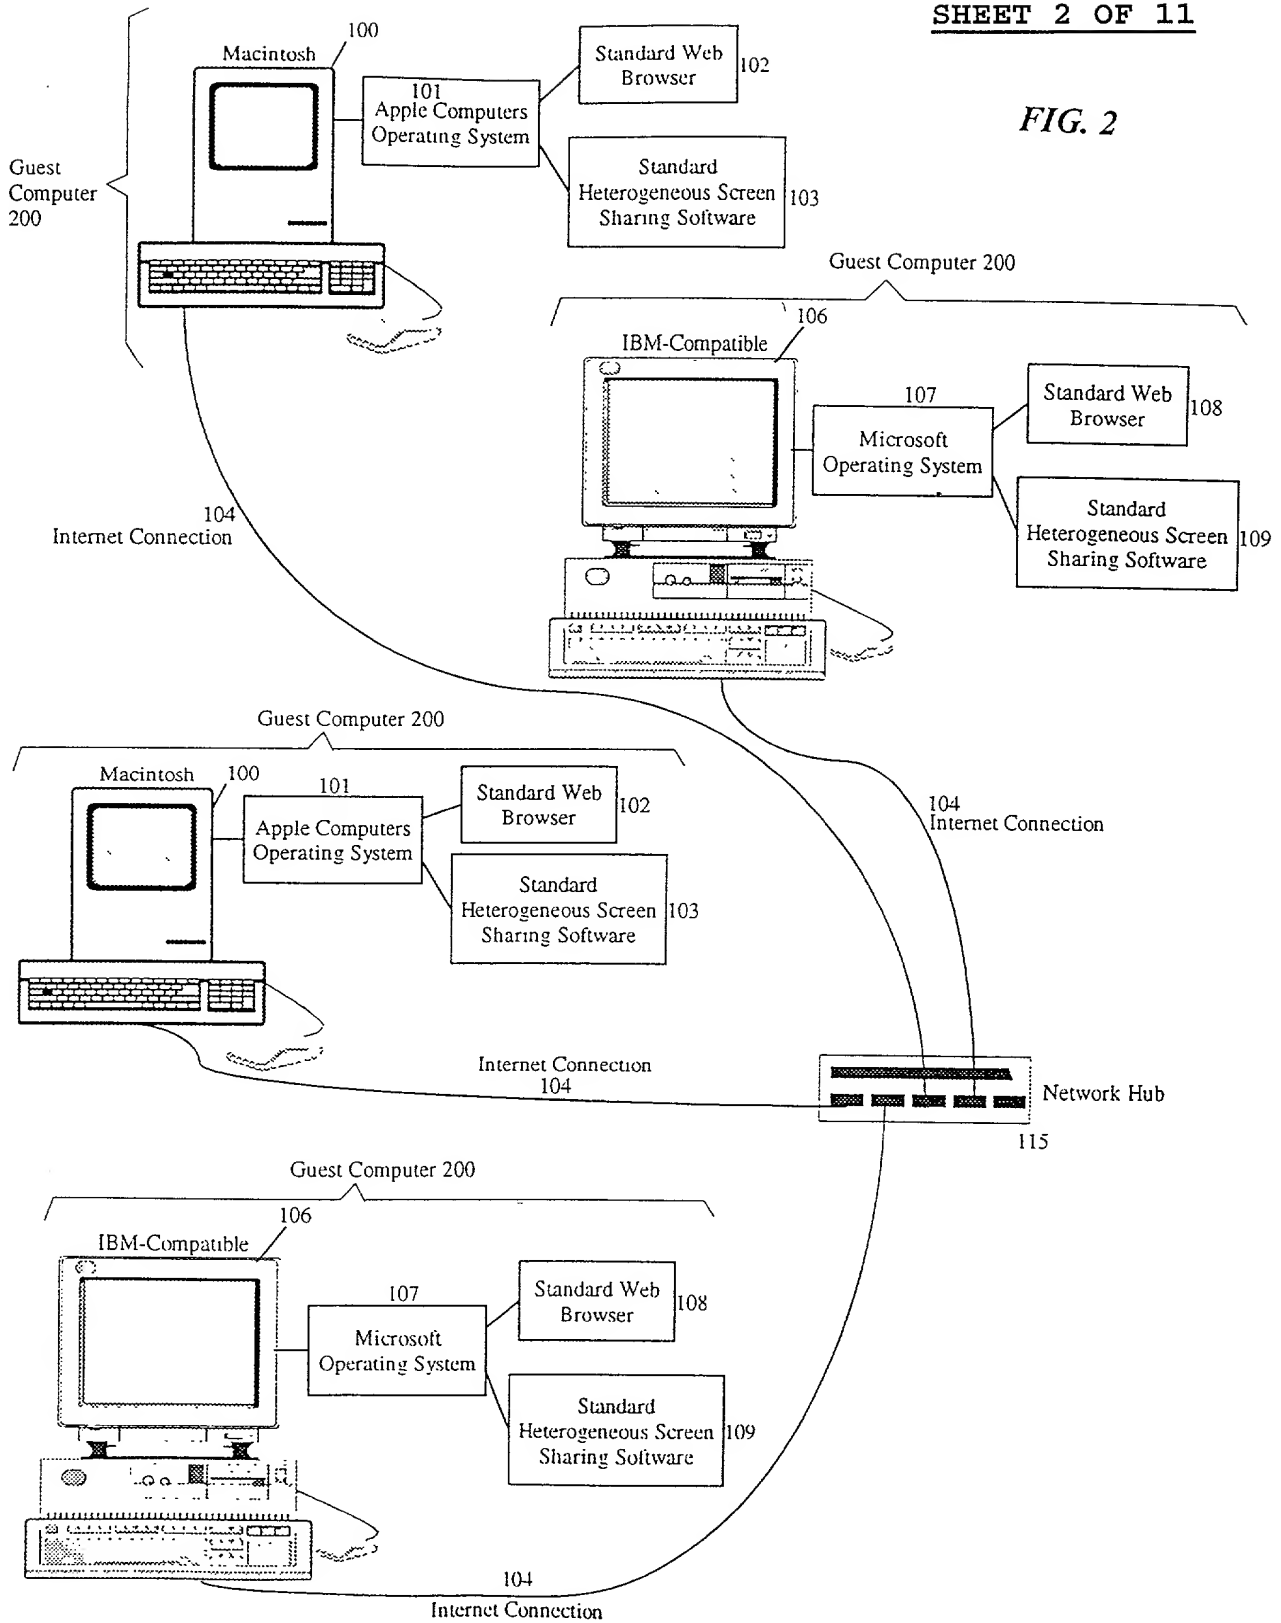 SHEET 2 OF 11
FIG. 2
100
Macintosh
Guest
Computer
200
101
Apple Computers
Operating System
Standard Web
Browser
102
Standard
Heterogeneous Screen
Sharing Software
103
Guest Computer 200
106
IBM-Compatible
107
Microsoft
Operating System
Standard Web
Browser
108
Standard
Heterogeneous Screen
Sharing Software
109
104
Internet Connection
104
Internet Connection
Guest Computer 200
Macintosh
100
101
Apple Computers
Operating System
Standard Web
Browser
102
Standard
Heterogeneous Screen
Sharing Software
103
Internet Connection
104
Network Hub
115
Guest Computer 200
106
IBM-Compatible
107
Microsoft
Operating System
Standard Web
Browser
108
Standard
Heterogeneous Screen
Sharing Software
109
104
Internet Connection